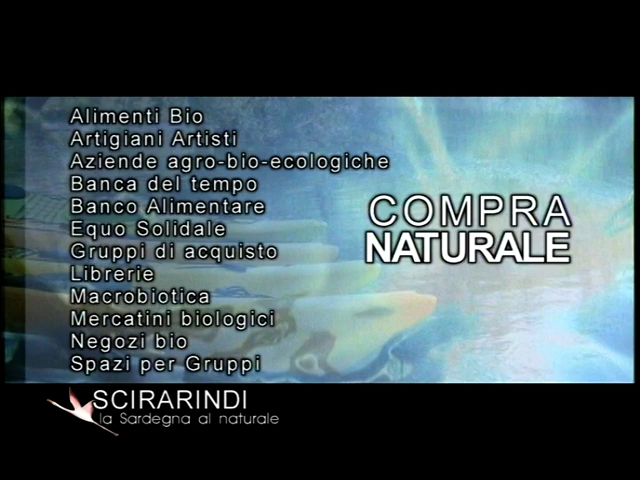 Alimenti Bio
Artigiani Artisti
Aziende agro-bio-ecologiche
Banca del tempo
Banco Alimentare
Equo Solidale
Gruppi di acquisto
Librerie
Macrobiotica
Mercatini biologici
Negozi bio
Spazi per Gruppi
COMPRA
NATURALE
SCIRARINDI
la Sardegna al naturale